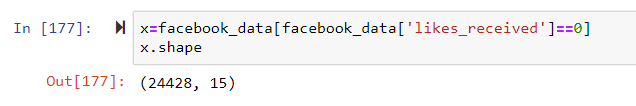 In [177]:
x=facebook_data[facebook_data['likes_received']==0]
x.shape
Out[177]: (24428, 15)